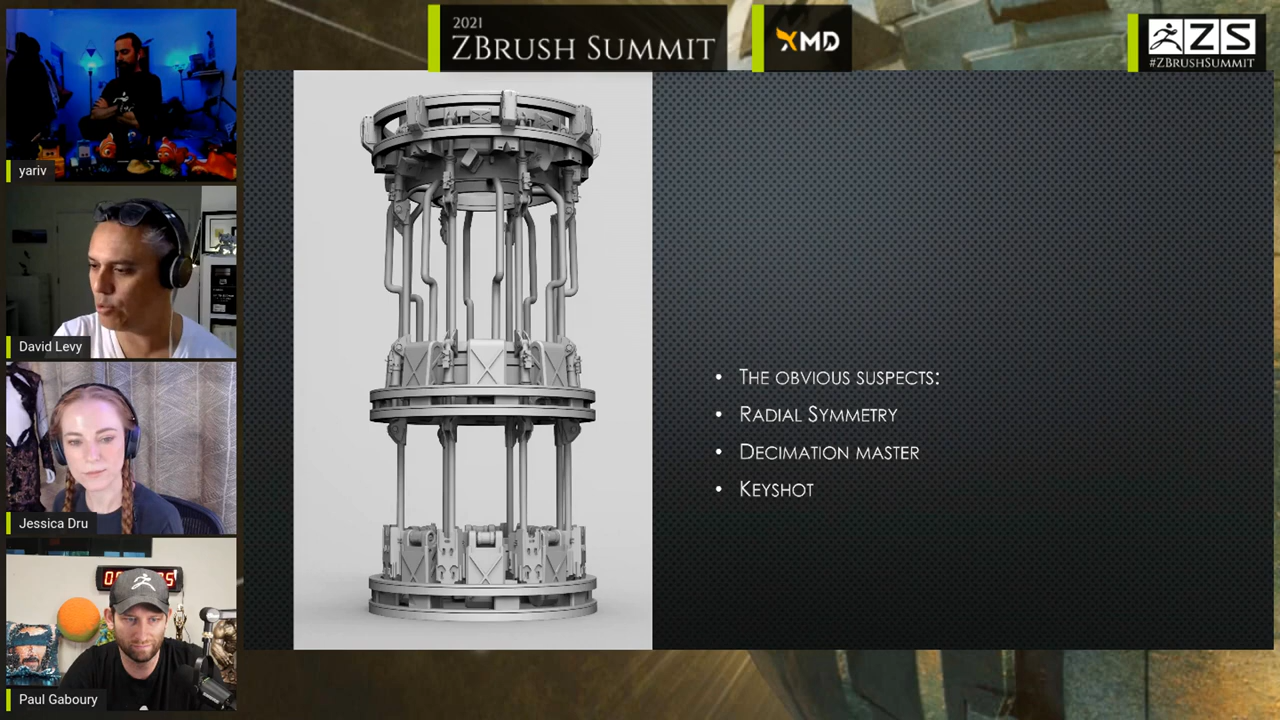 2021
ZBRUSH SUMMIT
XMD
ZS
#ZBRUSHSUMMIT
yariv
David Levy
Jessica Dru
Paul Gaboury
• THE OBVIOUS SUSPECTS:
• RADIAL SYMMETRY
• DECIMATION MASTER
• KEYSHOT